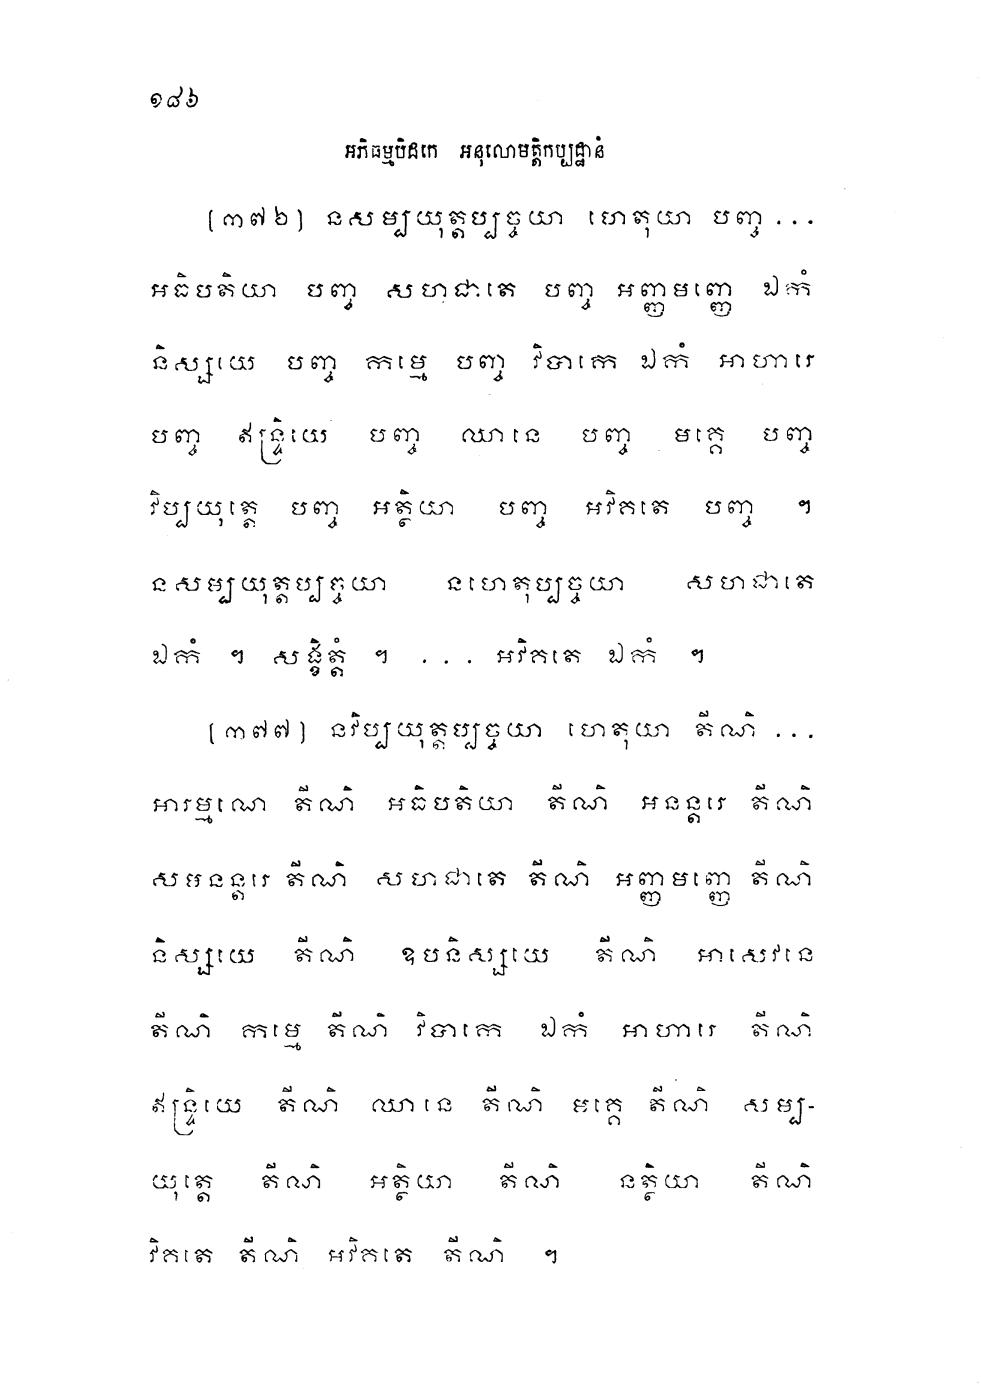 ១៨៦
អភិធម្មបិដកេ អនុលោមត្តិកប្បដ្ឋានំ
[៣៧៦] នសម្បយុត្តប្បច្ចយា ហេតុយា បញ្ច ...
អធិបតិយា បញ្ច សហជាតេ បញ្ច អញ្ញមញ្ញេ ឯកំ
និស្សយេ បញ្ច កម្មេ បញ្ច វិបាកេ ឯកំ អាហារេ
បញ្ច ឥន្ទ្រិយេ បញ្ច ឈានេ បញ្ច មគ្គេ បញ្ច
វិប្បយុត្តេ បញ្ច អត្ថិយា បញ្ច អវិគតេ បញ្ច ។
នសម្បយុត្តប្បច្ចយា នហេតុប្បច្ចយា សហជាតេ
ឯកំ ។ សង្ខិត្តំ ។ ... អវិគតេ ឯកំ ។
[៣៧៧] នវិប្បយុត្តប្បច្ចយា ហេតុយា តីណិ ...
អារម្មណេ តីណិ អធិបតិយា តីណិ អនន្តរេ តីណិ
សមនន្តរេ តីណិ សហជាតេ តីណិ អញ្ញមញ្ញេ តីណិ
និស្សយេ តីណិ ឧបនិស្សយេ តីណិ អាសេវនេ
តីណិ កម្មេ តីណិ វិបាកេ ឯកំ អាហារេ តីណិ
ឥន្ទ្រិយេ តីណិ ឈានេ តីណិ មគ្គេ តីណិ សម្ប-
យុត្តេ តីណិ អត្ថិយា តីណិ នត្ថិយា តីណិ
វិគតេ តីណិ អវិគតេ តីណិ ។